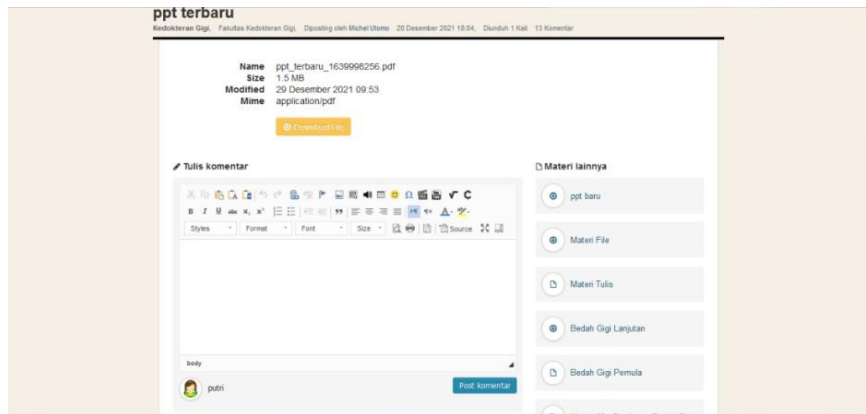 ppt terbaru
Kedokteran Gigi, Fakultas Kedokteran Gigi, Diposting oleh Michel Utomo 20 Desember 2021 18:04, Diunduh 1 Kali 13 Komentar
Name ppt_terbaru_1639998256.pdf
Size 1.5 MB
Modified 29 Desember 2021 09:53
Mime application/pdf
Download File
Tulis komentar
Styles Format Font Size Source
body
putri
Post komentar
Materi lainnya
ppt baru
Materi File
Materi Tulis
Bedah Gigi Lanjutan
Bedah Gigi Pemula